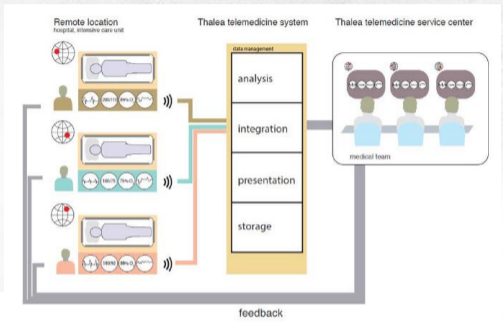 Remote location
hospital, intensive care unit
Thalea telemedicine system
Thalea telemedicine service center
data management
analysis
integration
presentation
storage
medical team
feedback